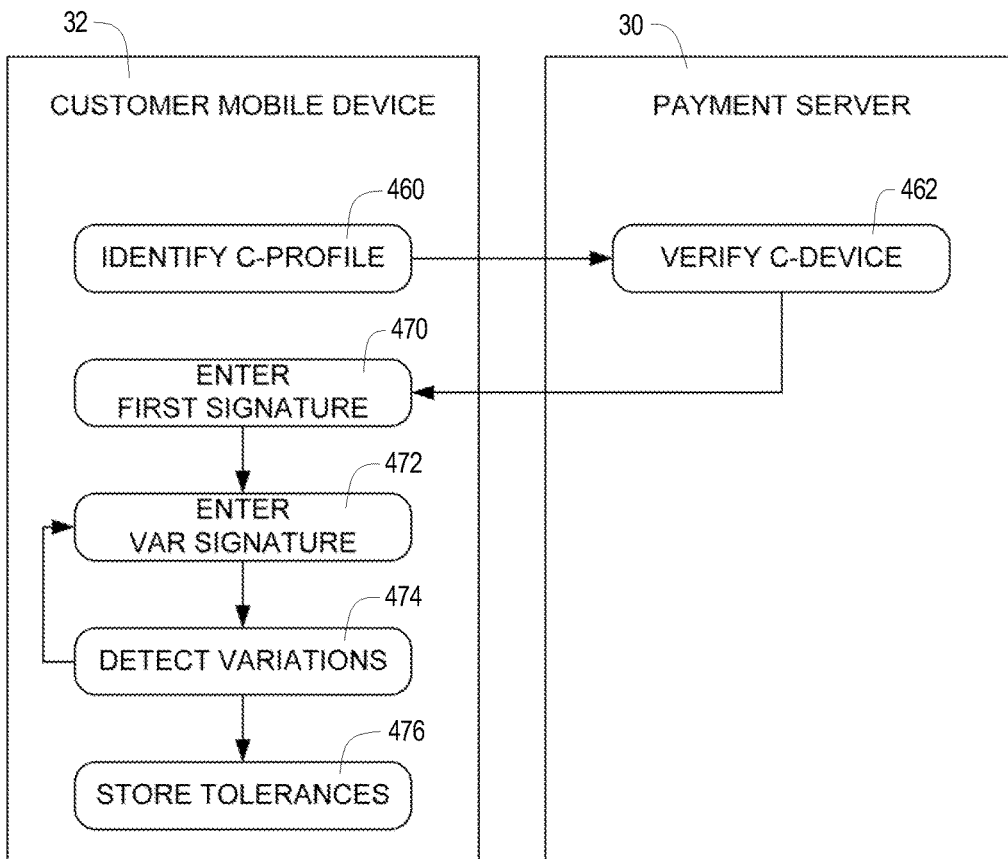 32
30
CUSTOMER MOBILE DEVICE
PAYMENT SERVER
460
462
IDENTIFY C-PROFILE
VERIFY C-DEVICE
470
ENTER
FIRST SIGNATURE
472
ENTER
VAR SIGNATURE
474
DETECT VARIATIONS
476
STORE TOLERANCES